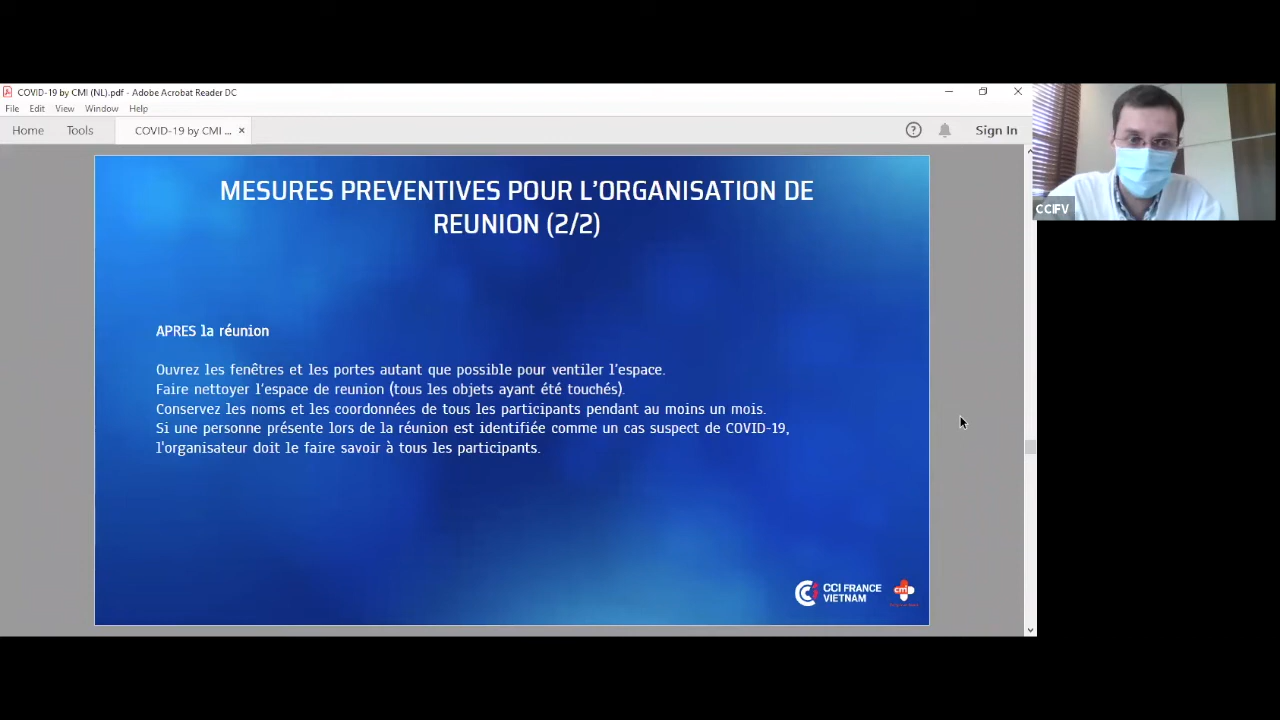 COVID-19 by CMI (NL).pdf - Adobe Acrobat Reader DC
File Edit View Window Help
Home Tools COVID-19 by CMI ... × Sign In
MESURES PREVENTIVES POUR L'ORGANISATION DE
REUNION (2/2)
APRES la réunion
Ouvrez les fenêtres et les portes autant que possible pour ventiler l'espace.
Faire nettoyer l'espace de reunion (tous les objets ayant été touchés).
Conservez les noms et les coordonnées de tous les participants pendant au moins un mois.
Si une personne présente lors de la réunion est identifiée comme un cas suspect de COVID-19,
l'organisateur doit le faire savoir à tous les participants.
CCI FRANCE
VIETNAM
cmi
CCIFV